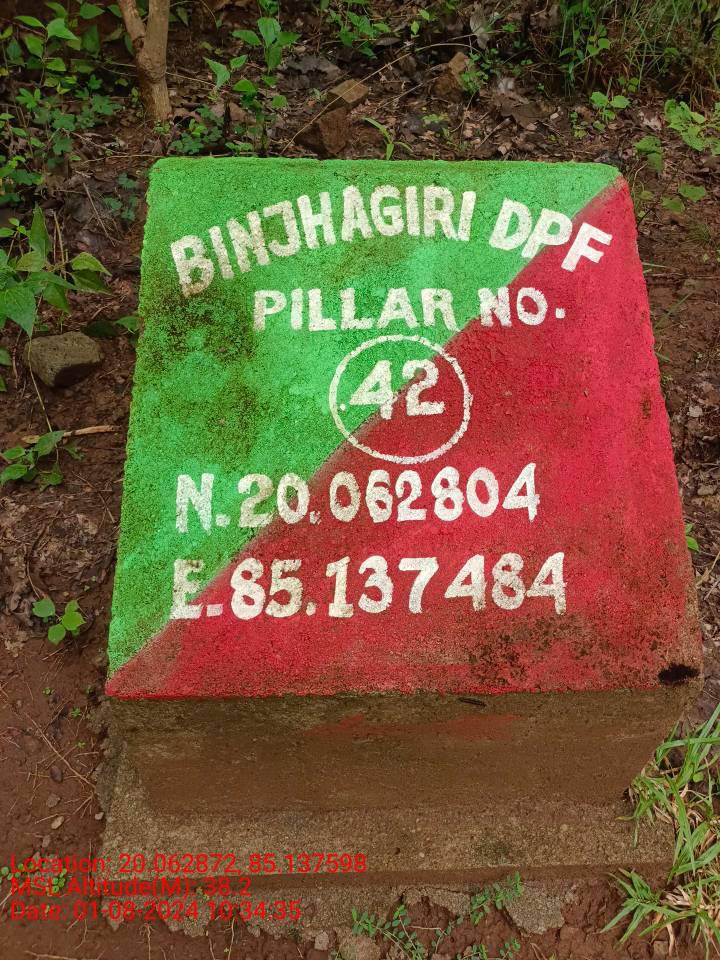 BINJHAGIRI DPF
PILLAR NO.
42
N.20.062804
E.85.137484
Location: 20.062872, 85.137598
MSL Altitude(M): 38.2
Date: 01-08-2024 10:34:35